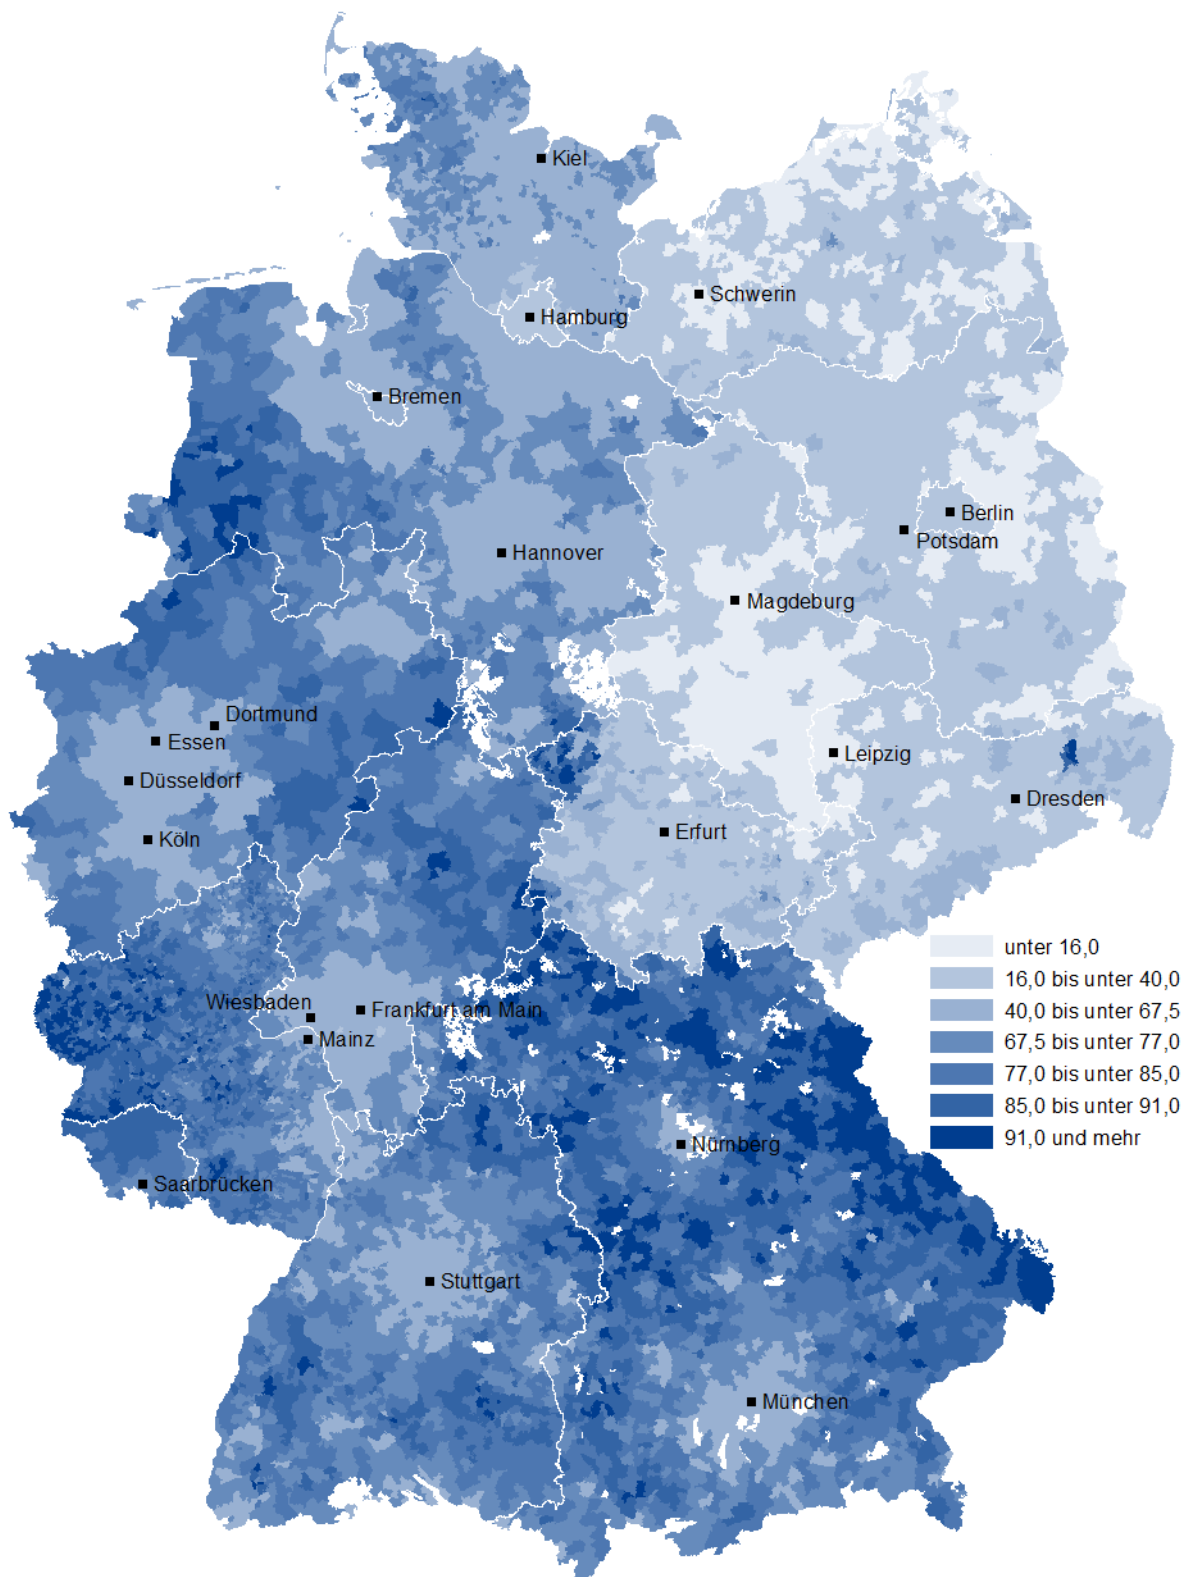 Kiel
Schwerin
Hamburg
Bremen
Berlin
Potsdam
Hannover
Magdeburg
Dortmund
Essen
Leipzig
Düsseldorf
Dresden
Erfurt
Köln
unter 16,0
16,0 bis unter 40,0
40,0 bis unter 67,5
67,5 bis unter 77,0
77,0 bis unter 85,0
85,0 bis unter 91,0
91,0 und mehr
Wiesbaden
Frankfurt am Main
Mainz
Nürnberg
Saarbrücken
Stuttgart
München